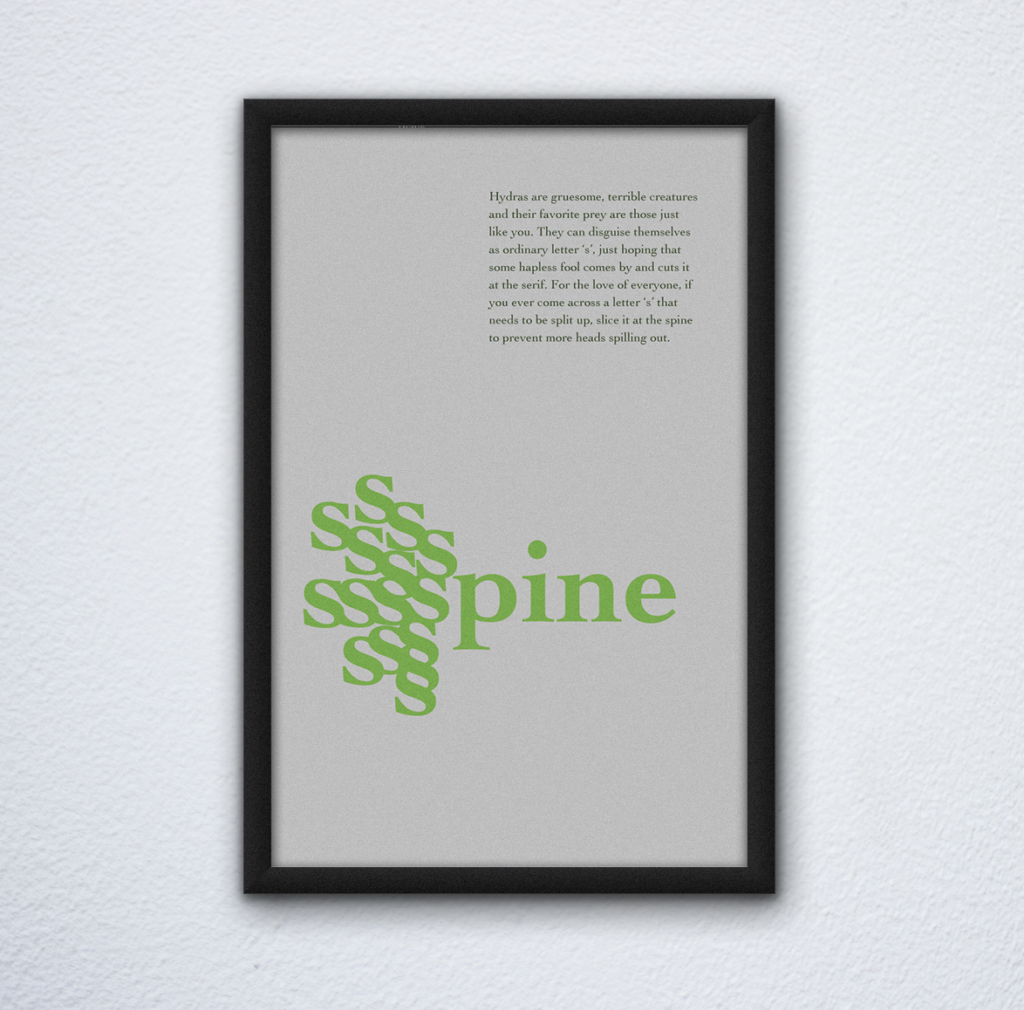 Hydras are gruesome, terrible creatures
and their favorite prey are those just
like you. They can disguise themselves
as ordinary letter ‘s’, just hoping that
some hapless fool comes by and cuts it
at the serif. For the love of everyone, if
you ever come across a letter ‘s’ that
needs to be split up, slice it at the spine
to prevent more heads spilling out.
s
s s
s s
s
sssspine
s s s
s